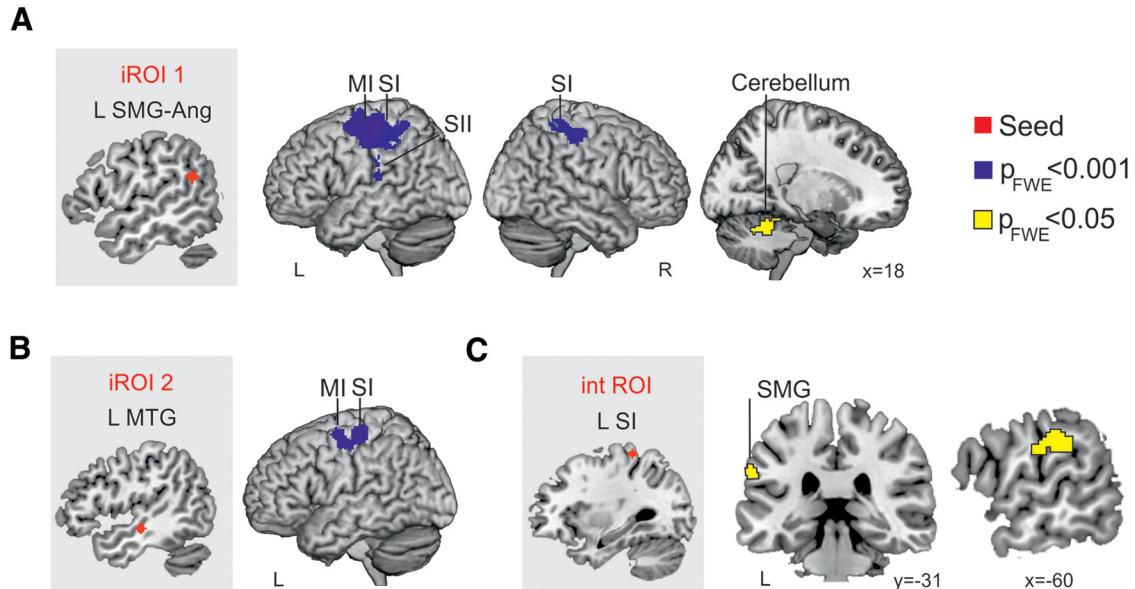 A
iROI 1
L SMG-Ang
MI SI
SII
L
SI
R
Cerebellum
x=18
Seed
pFWE<0.001
pFWE<0.05
B
iROI 2
L MTG
MI SI
L
C
int ROI
L SI
SMG
L
y=-31
x=-60